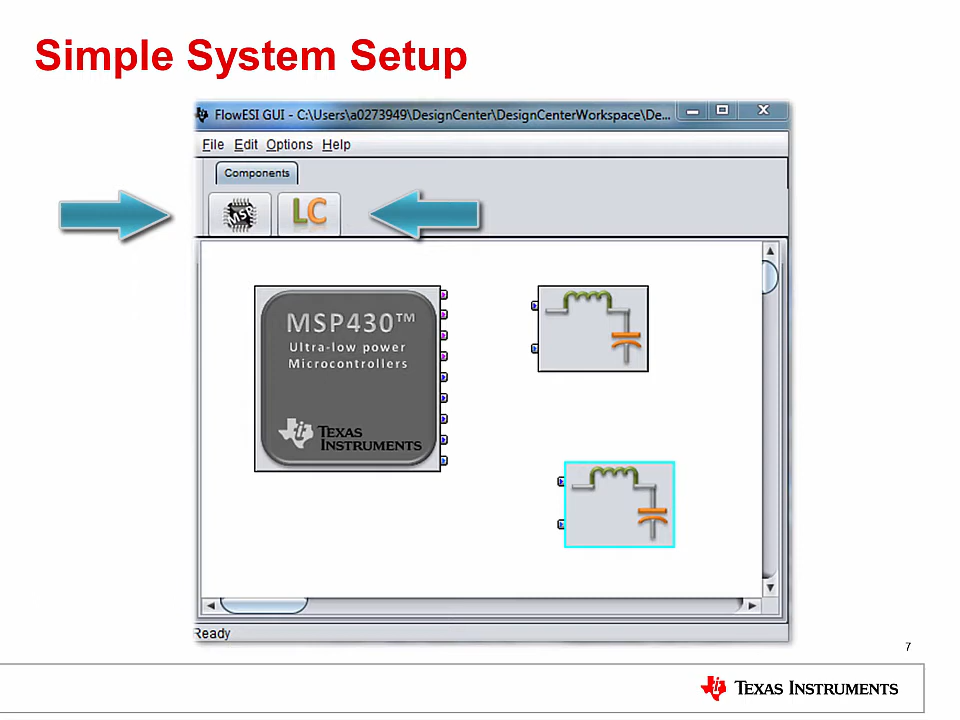 Simple System Setup
FlowESI GUI - C:\Users\a0273949\DesignCenter\DesignCenterWorkspace\De...
File Edit Options Help
Components
MSP LC
MSP430™
Ultra-low power
Microcontrollers
TEXAS
INSTRUMENTS
Ready
7
TEXAS INSTRUMENTS